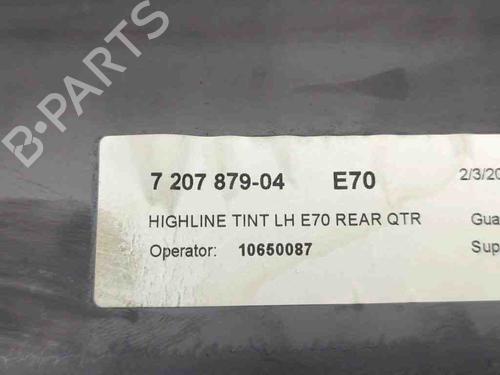 B-PARTS
7 207 879-04 E70 2/3/20
HIGHLINE TINT LH E70 REAR QTR Gua
Operator: 10650087 Sup